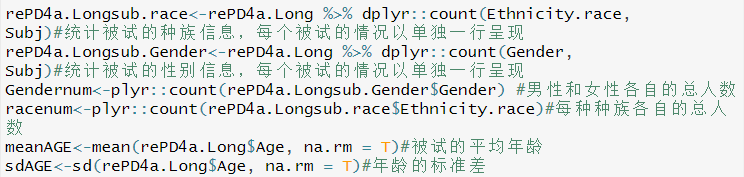 rePD4a.Longsub.race<-rePD4a.Long %>% dplyr::count(Ethnicity.race,
Subj)#统计被试的种族信息，每个被试的情况以单独一行呈现
rePD4a.Longsub.Gender<-rePD4a.Long %>% dplyr::count(Gender,
Subj)#统计被试的性别信息，每个被试的情况以单独一行呈现
Gendernum<-plyr::count(rePD4a.Longsub.Gender$Gender) #男性和女性各自的总人数
racenum<-plyr::count(rePD4a.Longsub.race$Ethnicity.race)#每种种族各自的总人
数
meanAGE<-mean(rePD4a.Long$Age, na.rm = T)#被试的平均年龄
sdAGE<-sd(rePD4a.Long$Age, na.rm = T)#年龄的标准差